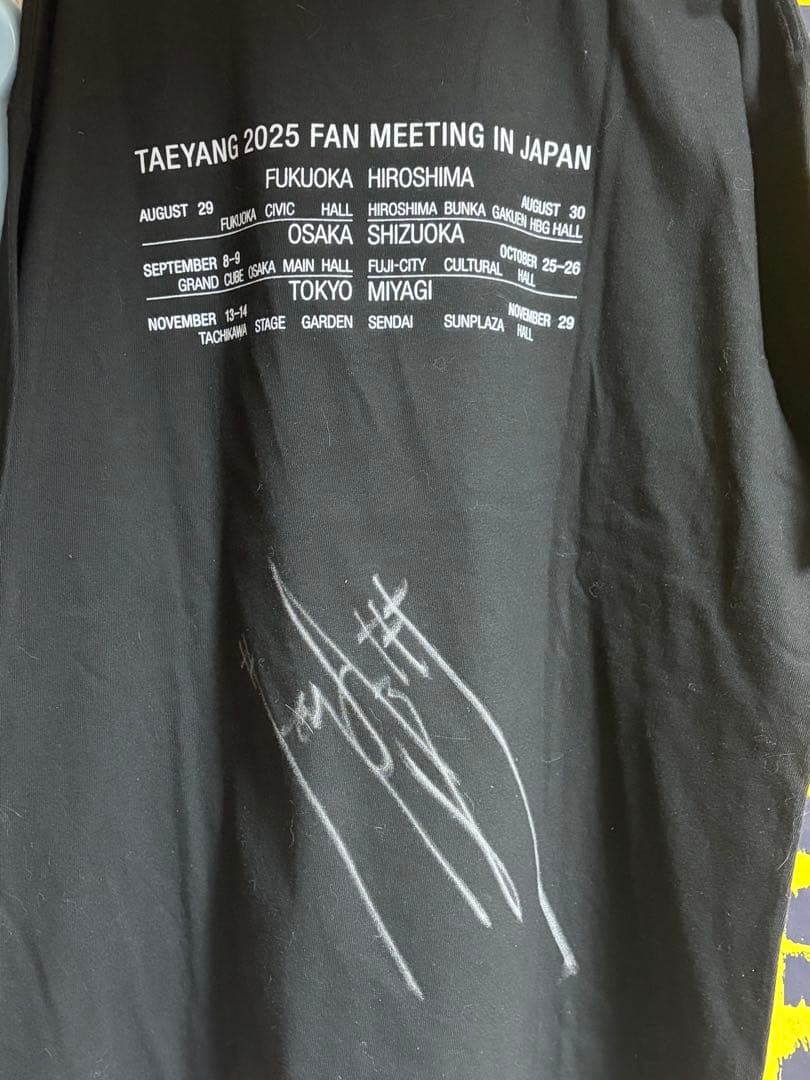 TAEYANG 2025 FAN MEETING IN JAPAN
FUKUOKA HIROSHIMA
AUGUST 29 FUKUOKA CIVIC HALL
HIROSHIMA BUNKA GAKUEN HBG HALL AUGUST 30
OSAKA SHIZUOKA
SEPTEMBER 8-9 GRAND CUBE OSAKA MAIN HALL
FUJI-CITY CULTURAL HALL OCTOBER 25-26
TOKYO MIYAGI
NOVEMBER 13-14 TACHIKAWA STAGE GARDEN
SENDAI SUNPLAZA HALL NOVEMBER 29